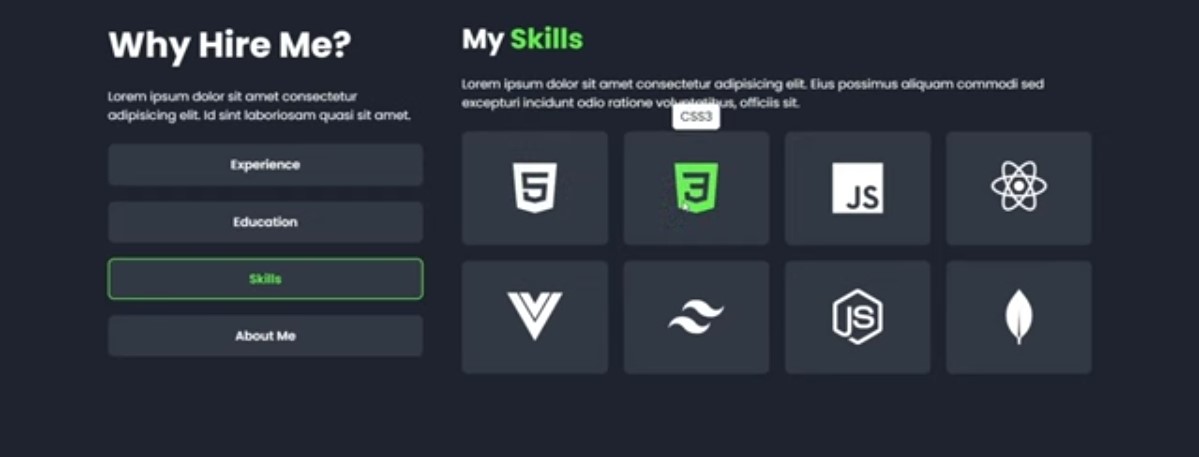 Why Hire Me?
Lorem ipsum dolor sit amet consectetur
adipisicing elit. Id sint laboriosam quasi sit amet.
Experience
Education
Skills
About Me
My Skills
Lorem ipsum dolor sit amet consectetur adipisicing elit. Eius possimus aliquam commodi sed
excepturi incidunt odio ratione voluptatibus, officiis sit.
CSS3
5
3
JS
JS